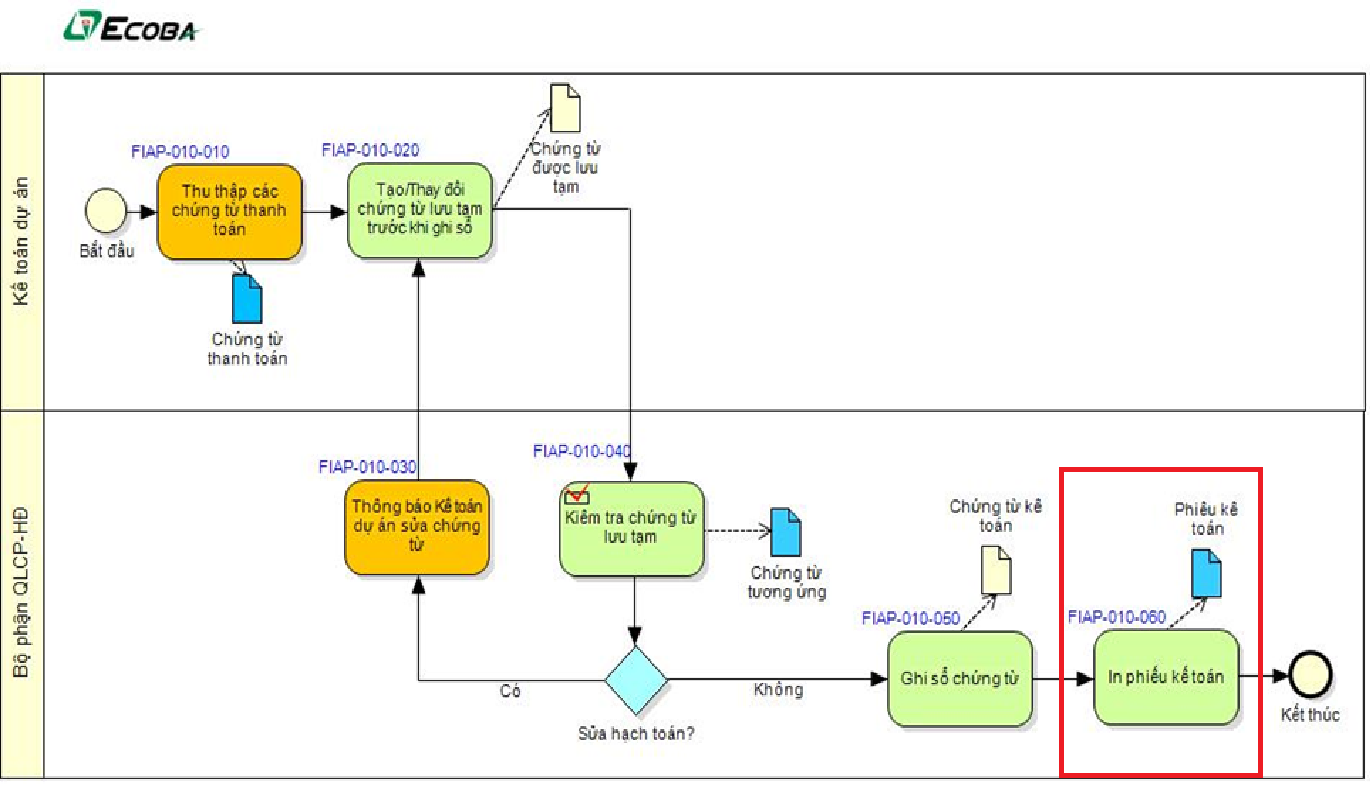 ECOBA
Kế toán dự án
FIAP-010-010
Thu thập các
chứng từ thanh
toán
Bắt đầu
Chứng từ
thanh toán
FIAP-010-020
Tạo/Thay đổi
chứng từ lưu tạm
trước khi ghi sổ
Chứng từ
được lưu
tạm
Bộ phận QLCP-HĐ
FIAP-010-030
Thông báo Kế toán
dự án sửa chứng
từ
FIAP-010-040
Kiểm tra chứng từ
lưu tạm
Chứng từ
tương ứng
Có
Sửa hạch toán?
Không
Chứng từ kế
toán
FIAP-010-050
Ghi sổ chứng từ
Phiếu kế
toán
FIAP-010-060
In phiếu kế toán
Kết thúc